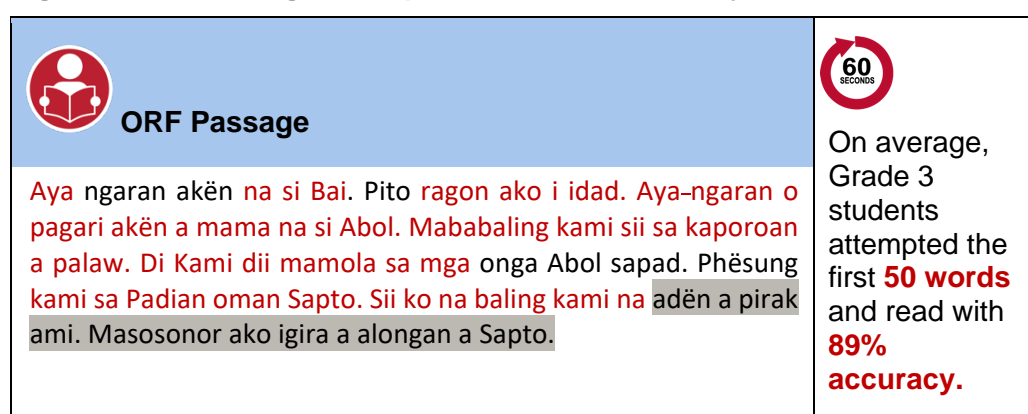 ORF Passage
Aya ngaran akën na si Bai. Pito ragon ako i idad. Aya-ngaran o
pagari akën a mama na si Abol. Mababaling kami sii sa kaporoan
a palaw. Di Kami dii mamola sa mga onga Abol sapad. Phësung
kami sa Padian oman Sapto. Sii ko na baling kami na adën a pirak
ami. Masosonor ako igira a alongan a Sapto.
60
SECONDS
On average,
Grade 3
students
attempted the
first 50 words
and read with
89%
accuracy.